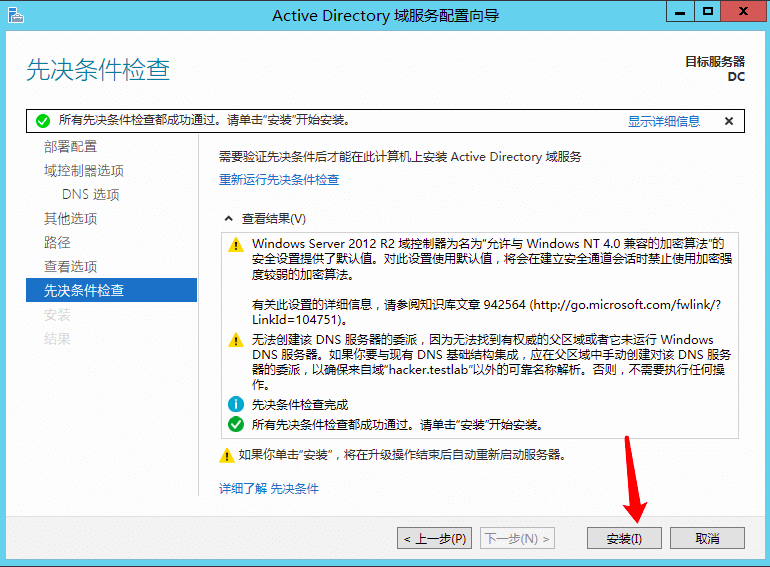 Active Directory 域服务配置向导
先决条件检查
目标服务器
DC
所有先决条件检查都成功通过。请单击"安装"开始安装。
显示详细信息
部署配置
域控制器选项
DNS 选项
其他选项
路径
查看选项
先决条件检查
安装
结果
需要验证先决条件后才能在此计算机上安装 Active Directory 域服务
重新运行先决条件检查
查看结果(V)
Windows Server 2012 R2 域控制器为名为"允许与 Windows NT 4.0 兼容的加密算法"的
安全设置提供了默认值。对此设置使用默认值，将会在建立安全通道会话时禁止使用加密强
度较弱的加密算法。
有关此设置的详细信息，请参阅知识库文章 942564 (http://go.microsoft.com/fwlink/?
LinkId=104751)。
无法创建该 DNS 服务器的委派，因为无法找到有权威的父区域或者它未运行 Windows
DNS 服务器。如果你要与现有 DNS 基础结构集成，应在父区域中手动创建对该 DNS 服务
器的委派，以确保来自域"hacker.testlab"以外的可靠名称解析。否则，不需要执行任何操
作。
先决条件检查完成
所有先决条件检查都成功通过。请单击"安装"开始安装。
如果你单击"安装"，将在升级操作结束后自动重新启动服务器。
详细了解 先决条件
< 上一步(P)
下一步(N) >
安装(I)
取消